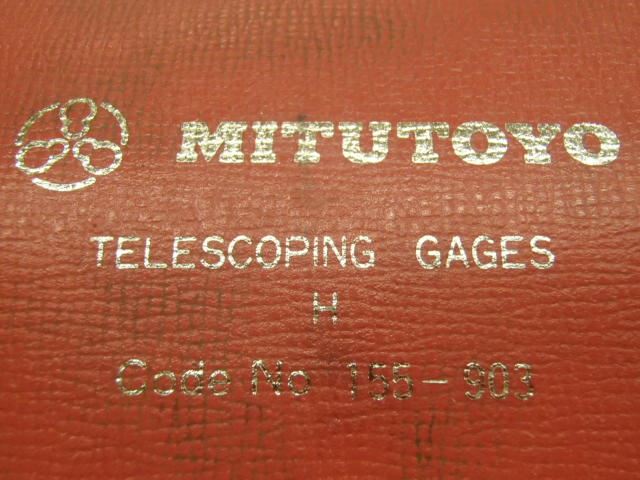 MITUTOYO
TELESCOPING GAGES
H
Code No 155-903